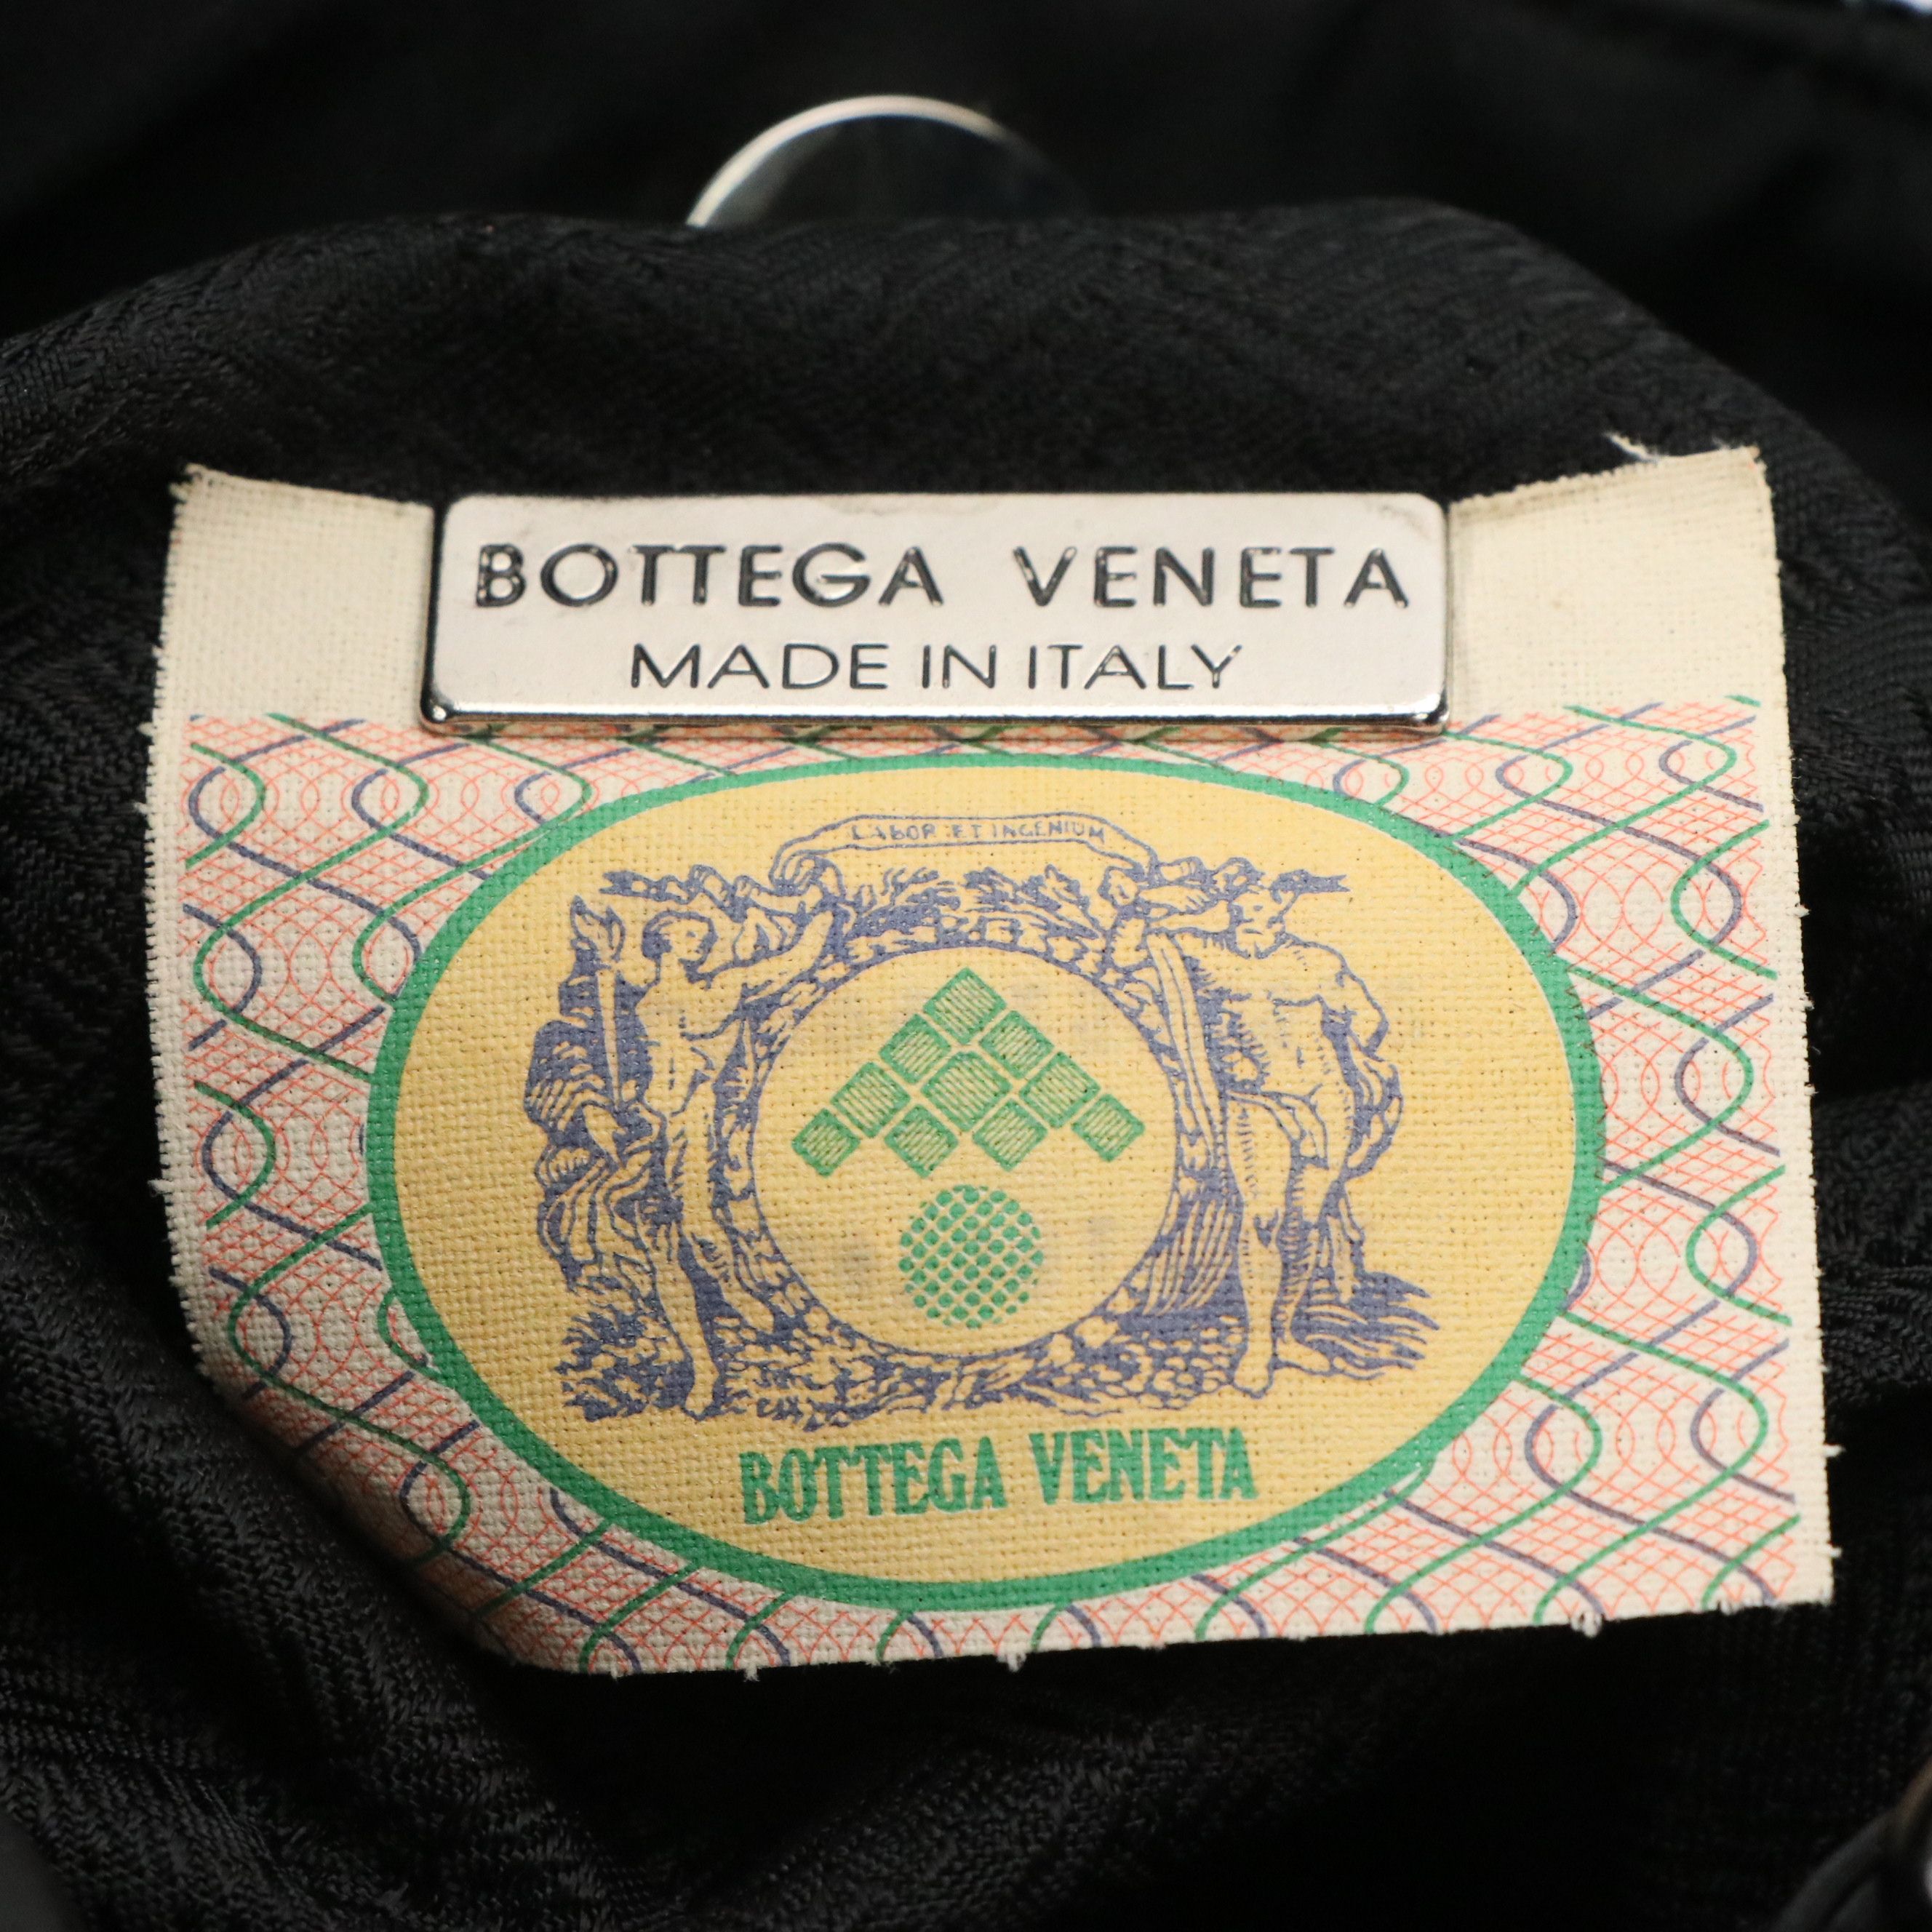 BOTTEGA VENETA
MADE IN ITALY
LABOR ET INGENIUM
BOTTEGA VENETA